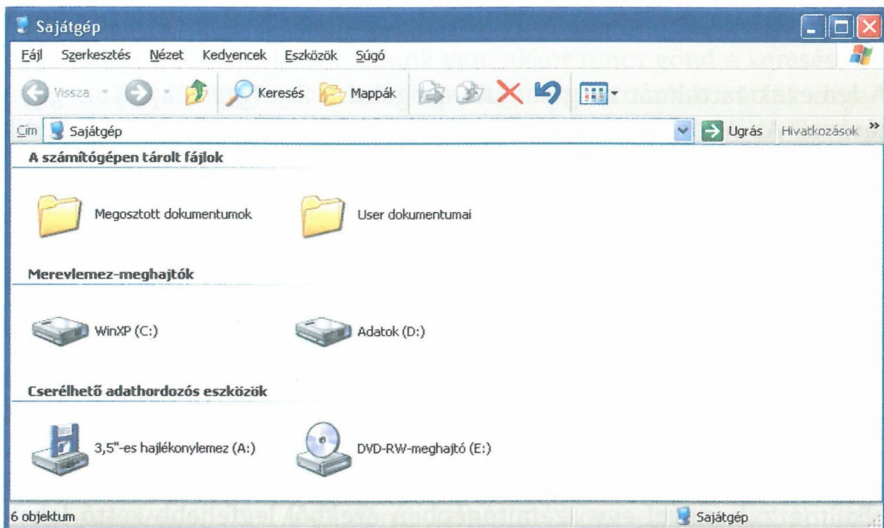 Sajátgép
Fájl Szerkesztés Nézet Kedvencek Eszközök Súgó
Vissza Keresés Mappák
Cím Sajátgép Ugrás Hivatkozások »
A számítógépen tárolt fájlok
Megosztott dokumentumok User dokumentumai
Merevlemez-meghajtók
WinXP (C:) Adatok (D:)
Cserélhető adathordozós eszközök
3,5"-es hajlékonylemez (A:) DVD-RW-meghajtó (E:)
6 objektum Sajátgép